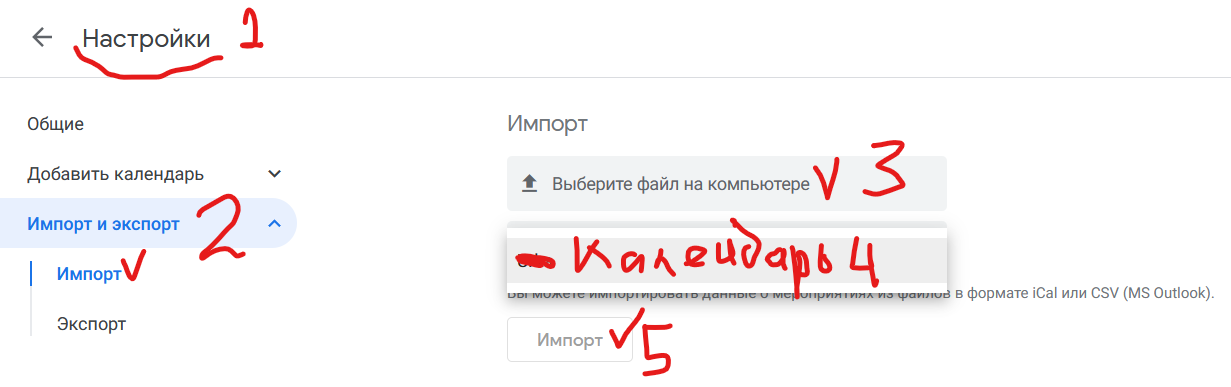 Настройки 1
Общие
Добавить календарь
Импорт и экспорт 2
Импорт
Экспорт
Импорт
Выберите файл на компьютере 3
Календарь 4
Вы можете импортировать данные о мероприятиях из файлов в формате iCal или CSV (MS Outlook).
Импорт 5